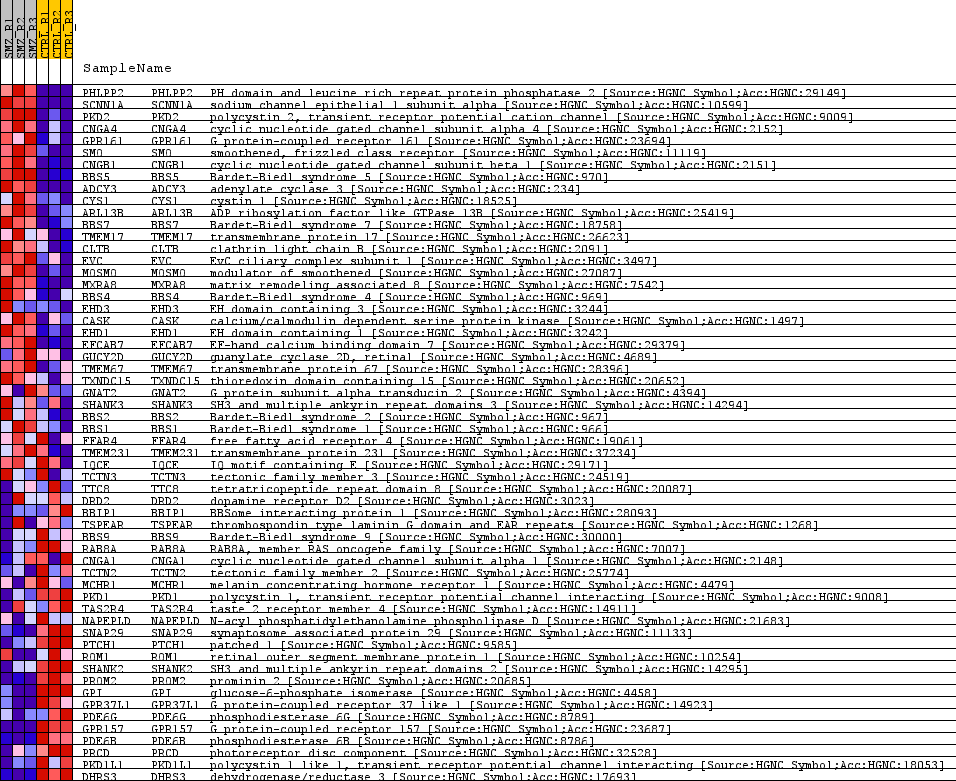 SMZ_R1
SMZ_R2
SMZ_R3
CTRL_R1
CTRL_R2
CTRL_R3
SampleName
PHLPP2 PHLPP2 PH domain and leucine rich repeat protein phosphatase 2 [Source:HGNC Symbol;Acc:HGNC:29149]
SCNN1A SCNN1A sodium channel epithelial 1 subunit alpha [Source:HGNC Symbol;Acc:HGNC:10599]
PKD2 PKD2 polycystin 2, transient receptor potential cation channel [Source:HGNC Symbol;Acc:HGNC:9009]
CNGA4 CNGA4 cyclic nucleotide gated channel subunit alpha 4 [Source:HGNC Symbol;Acc:HGNC:2152]
GPR161 GPR161 G protein-coupled receptor 161 [Source:HGNC Symbol;Acc:HGNC:23694]
SMO SMO smoothened, frizzled class receptor [Source:HGNC Symbol;Acc:HGNC:11119]
CNGB1 CNGB1 cyclic nucleotide gated channel subunit beta 1 [Source:HGNC Symbol;Acc:HGNC:2151]
BBS5 BBS5 Bardet-Biedl syndrome 5 [Source:HGNC Symbol;Acc:HGNC:970]
ADCY3 ADCY3 adenylate cyclase 3 [Source:HGNC Symbol;Acc:HGNC:234]
CYS1 CYS1 cystin 1 [Source:HGNC Symbol;Acc:HGNC:18525]
ARL13B ARL13B ADP ribosylation factor like GTPase 13B [Source:HGNC Symbol;Acc:HGNC:25419]
BBS7 BBS7 Bardet-Biedl syndrome 7 [Source:HGNC Symbol;Acc:HGNC:18758]
TMEM17 TMEM17 transmembrane protein 17 [Source:HGNC Symbol;Acc:HGNC:26623]
CLTB CLTB clathrin light chain B [Source:HGNC Symbol;Acc:HGNC:2091]
EVC EVC EvC ciliary complex subunit 1 [Source:HGNC Symbol;Acc:HGNC:3497]
MOSMO MOSMO modulator of smoothened [Source:HGNC Symbol;Acc:HGNC:27087]
MXRA8 MXRA8 matrix remodeling associated 8 [Source:HGNC Symbol;Acc:HGNC:7542]
BBS4 BBS4 Bardet-Biedl syndrome 4 [Source:HGNC Symbol;Acc:HGNC:969]
EHD3 EHD3 EH domain containing 3 [Source:HGNC Symbol;Acc:HGNC:3244]
CASK CASK calcium/calmodulin dependent serine protein kinase [Source:HGNC Symbol;Acc:HGNC:1497]
EHD1 EHD1 EH domain containing 1 [Source:HGNC Symbol;Acc:HGNC:3242]
EFCAB7 EFCAB7 EF-hand calcium binding domain 7 [Source:HGNC Symbol;Acc:HGNC:29379]
GUCY2D GUCY2D guanylate cyclase 2D, retinal [Source:HGNC Symbol;Acc:HGNC:4689]
TMEM67 TMEM67 transmembrane protein 67 [Source:HGNC Symbol;Acc:HGNC:28396]
TXNDC15 TXNDC15 thioredoxin domain containing 15 [Source:HGNC Symbol;Acc:HGNC:20652]
GNAT2 GNAT2 G protein subunit alpha transducin 2 [Source:HGNC Symbol;Acc:HGNC:4394]
SHANK3 SHANK3 SH3 and multiple ankyrin repeat domains 3 [Source:HGNC Symbol;Acc:HGNC:14294]
BBS2 BBS2 Bardet-Biedl syndrome 2 [Source:HGNC Symbol;Acc:HGNC:967]
BBS1 BBS1 Bardet-Biedl syndrome 1 [Source:HGNC Symbol;Acc:HGNC:966]
FFAR4 FFAR4 free fatty acid receptor 4 [Source:HGNC Symbol;Acc:HGNC:19061]
TMEM231 TMEM231 transmembrane protein 231 [Source:HGNC Symbol;Acc:HGNC:37234]
IQCE IQCE IQ motif containing E [Source:HGNC Symbol;Acc:HGNC:29171]
TCTN3 TCTN3 tectonic family member 3 [Source:HGNC Symbol;Acc:HGNC:24519]
TTC8 TTC8 tetratricopeptide repeat domain 8 [Source:HGNC Symbol;Acc:HGNC:20087]
DRD2 DRD2 dopamine receptor D2 [Source:HGNC Symbol;Acc:HGNC:3023]
BBIP1 BBIP1 BBSome interacting protein 1 [Source:HGNC Symbol;Acc:HGNC:28093]
TSPEAR TSPEAR thrombospondin type laminin G domain and EAR repeats [Source:HGNC Symbol;Acc:HGNC:1268]
BBS9 BBS9 Bardet-Biedl syndrome 9 [Source:HGNC Symbol;Acc:HGNC:30000]
RAB8A RAB8A RAB8A, member RAS oncogene family [Source:HGNC Symbol;Acc:HGNC:7007]
CNGA1 CNGA1 cyclic nucleotide gated channel subunit alpha 1 [Source:HGNC Symbol;Acc:HGNC:2148]
TCTN2 TCTN2 tectonic family member 2 [Source:HGNC Symbol;Acc:HGNC:25774]
MCHR1 MCHR1 melanin concentrating hormone receptor 1 [Source:HGNC Symbol;Acc:HGNC:4479]
PKD1 PKD1 polycystin 1, transient receptor potential channel interacting [Source:HGNC Symbol;Acc:HGNC:9008]
TAS2R4 TAS2R4 taste 2 receptor member 4 [Source:HGNC Symbol;Acc:HGNC:14911]
NAPEPLD NAPEPLD N-acyl phosphatidylethanolamine phospholipase D [Source:HGNC Symbol;Acc:HGNC:21683]
SNAP29 SNAP29 synaptosome associated protein 29 [Source:HGNC Symbol;Acc:HGNC:11133]
PTCH1 PTCH1 patched 1 [Source:HGNC Symbol;Acc:HGNC:9585]
ROM1 ROM1 retinal outer segment membrane protein 1 [Source:HGNC Symbol;Acc:HGNC:10254]
SHANK2 SHANK2 SH3 and multiple ankyrin repeat domains 2 [Source:HGNC Symbol;Acc:HGNC:14295]
PROM2 PROM2 prominin 2 [Source:HGNC Symbol;Acc:HGNC:20685]
GPI GPI glucose-6-phosphate isomerase [Source:HGNC Symbol;Acc:HGNC:4458]
GPR37L1 GPR37L1 G protein-coupled receptor 37 like 1 [Source:HGNC Symbol;Acc:HGNC:14923]
PDE6G PDE6G phosphodiesterase 6G [Source:HGNC Symbol;Acc:HGNC:8789]
GPR157 GPR157 G protein-coupled receptor 157 [Source:HGNC Symbol;Acc:HGNC:23687]
PDE6B PDE6B phosphodiesterase 6B [Source:HGNC Symbol;Acc:HGNC:8786]
PRCD PRCD photoreceptor disc component [Source:HGNC Symbol;Acc:HGNC:32528]
PKD1L1 PKD1L1 polycystin 1 like 1, transient receptor potential channel interacting [Source:HGNC Symbol;Acc:HGNC:18053]
DHRS3 DHRS3 dehydrogenase/reductase 3 [Source:HGNC Symbol;Acc:HGNC:17693]